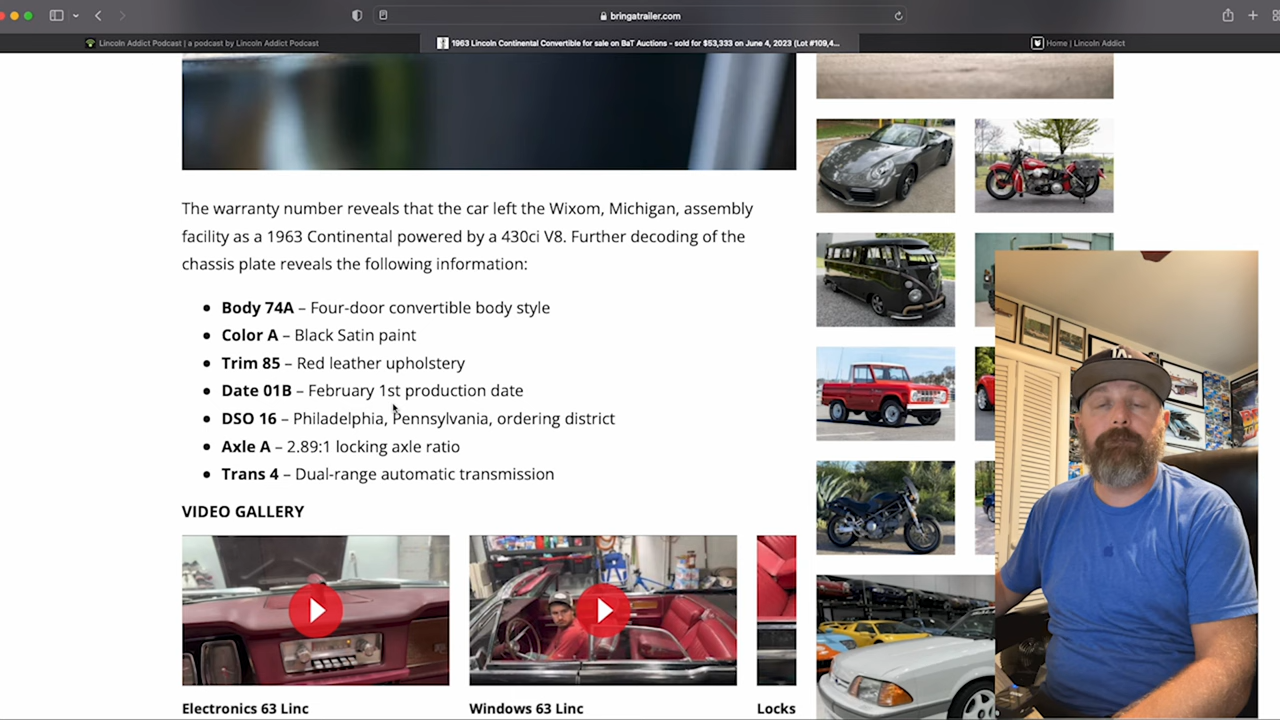 bringatrailer.com
Lincoln Addict Podcast | a podcast by Lincoln Addict Podcast
1963 Lincoln Continental Convertible for sale on BaT Auctions - sold for $53,333 on June 4, 2023 (Lot #109,4...
Home | Lincoln Addict
The warranty number reveals that the car left the Wixom, Michigan, assembly
facility as a 1963 Continental powered by a 430ci V8. Further decoding of the
chassis plate reveals the following information:
• Body 74A – Four-door convertible body style
• Color A – Black Satin paint
• Trim 85 – Red leather upholstery
• Date 01B – February 1st production date
• DSO 16 – Philadelphia, Pennsylvania, ordering district
• Axle A – 2.89:1 locking axle ratio
• Trans 4 – Dual-range automatic transmission
VIDEO GALLERY
Electronics 63 Linc
Windows 63 Linc
Locks